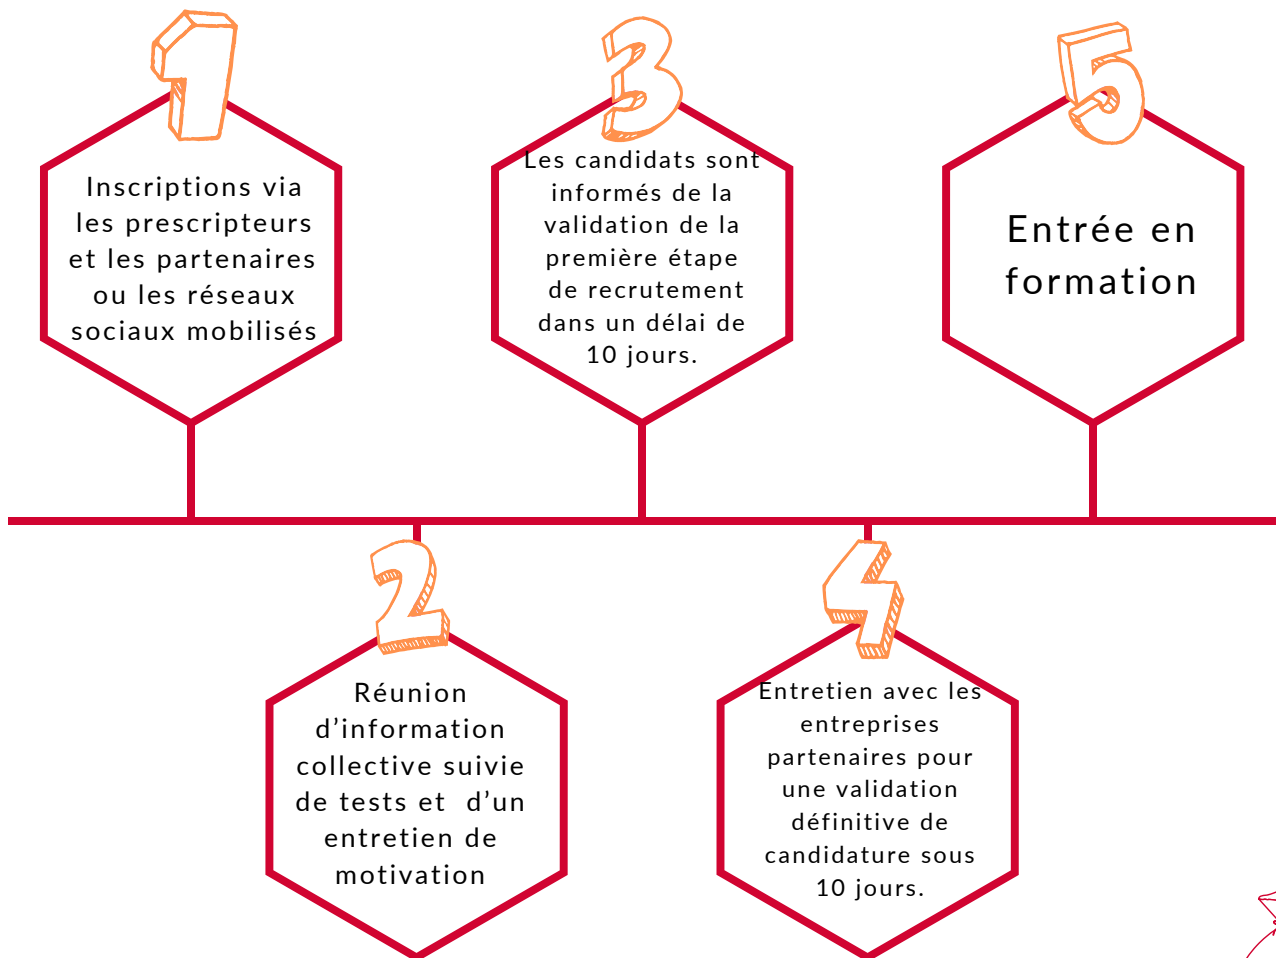 1
Inscriptions via
les prescripteurs
et les partenaires
ou les réseaux
sociaux mobilisés
2
Réunion
d’information
collective suivie
de tests et  d’un
entretien de
motivation
3
Les candidats sont
informés de la
validation de la
première étape
de recrutement
dans un délai de
10 jours.
4
Entretien avec les
entreprises
partenaires pour
une validation
définitive de
candidature sous
10 jours.
5
Entrée en
formation